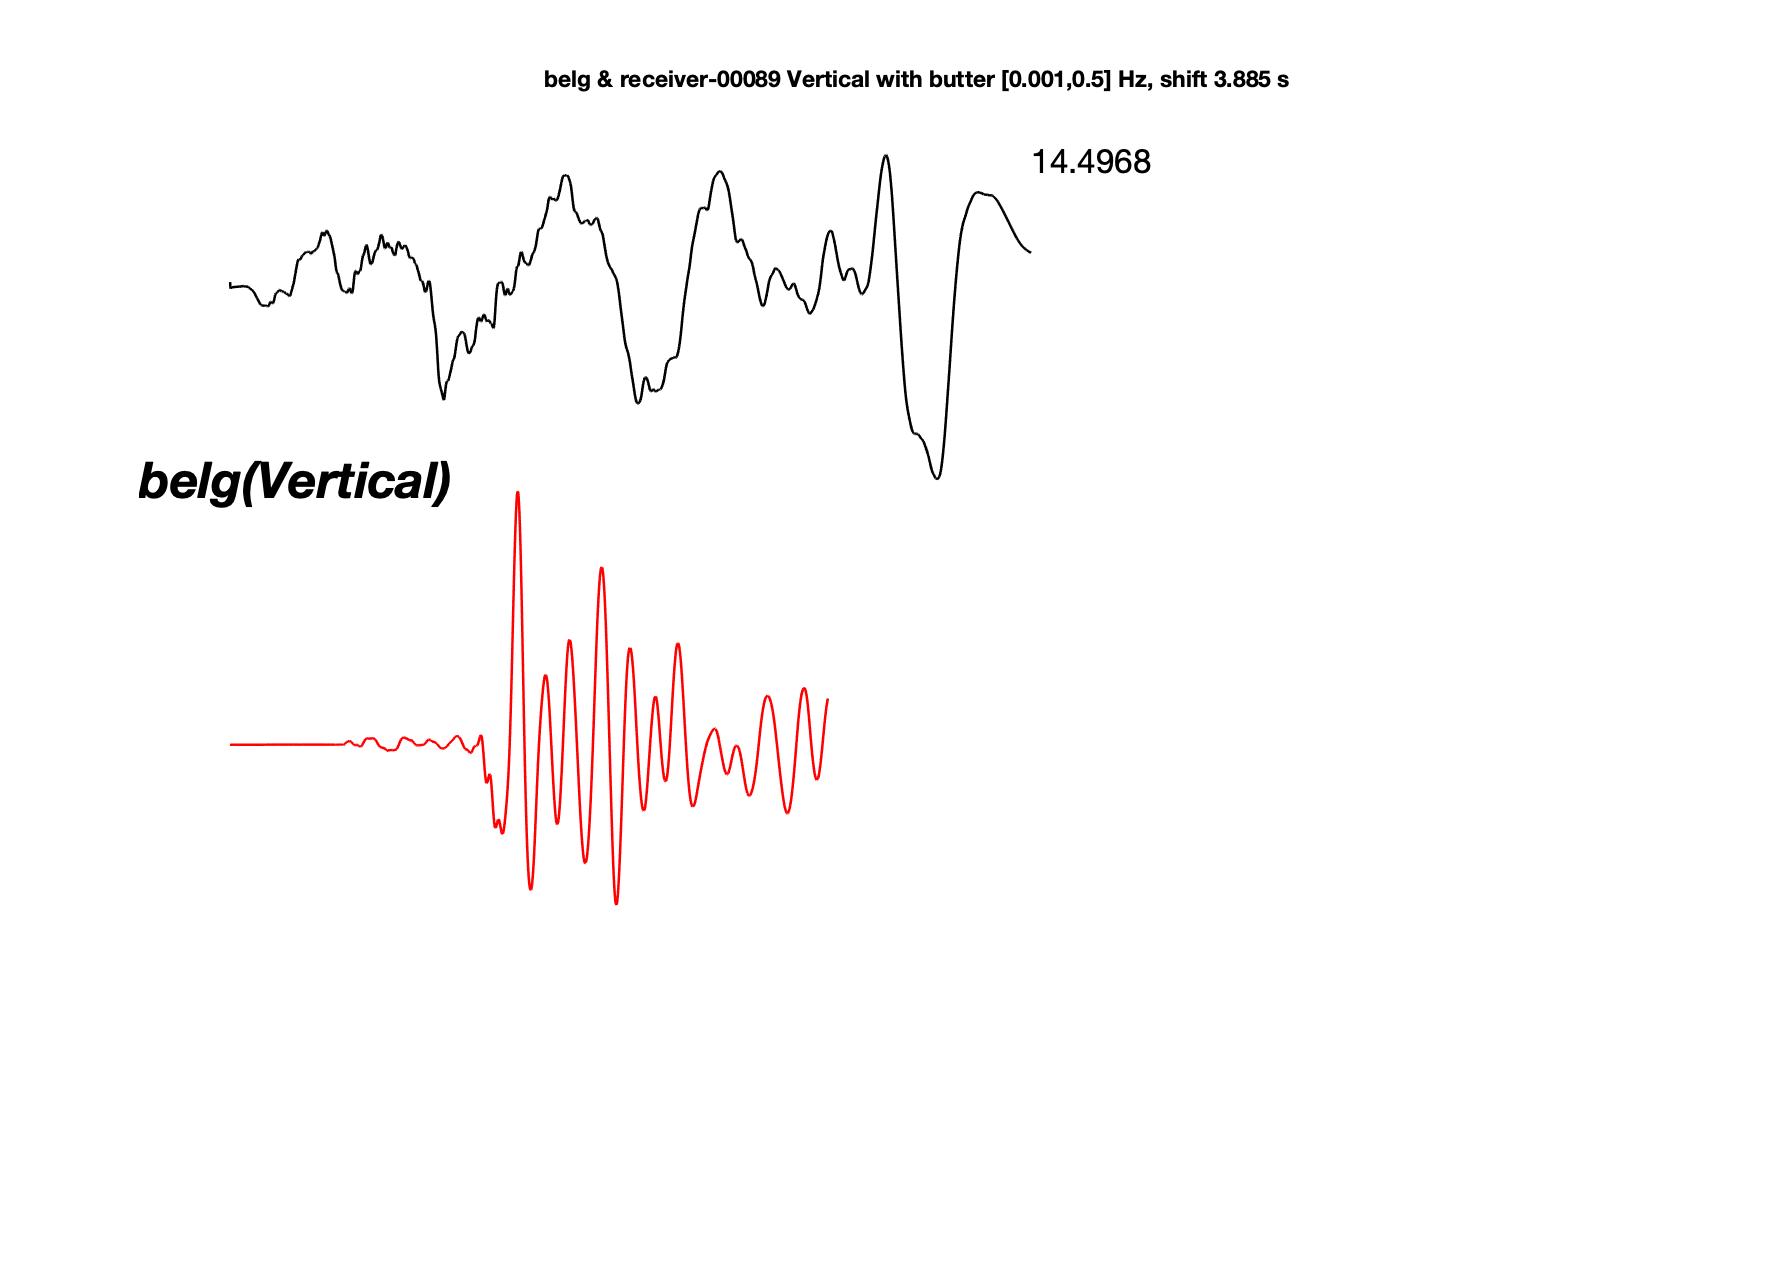 belg & receiver-00089 Vertical with butter [0.001,0.5] Hz, shift 3.885 s
14.4968
belg(Vertical)